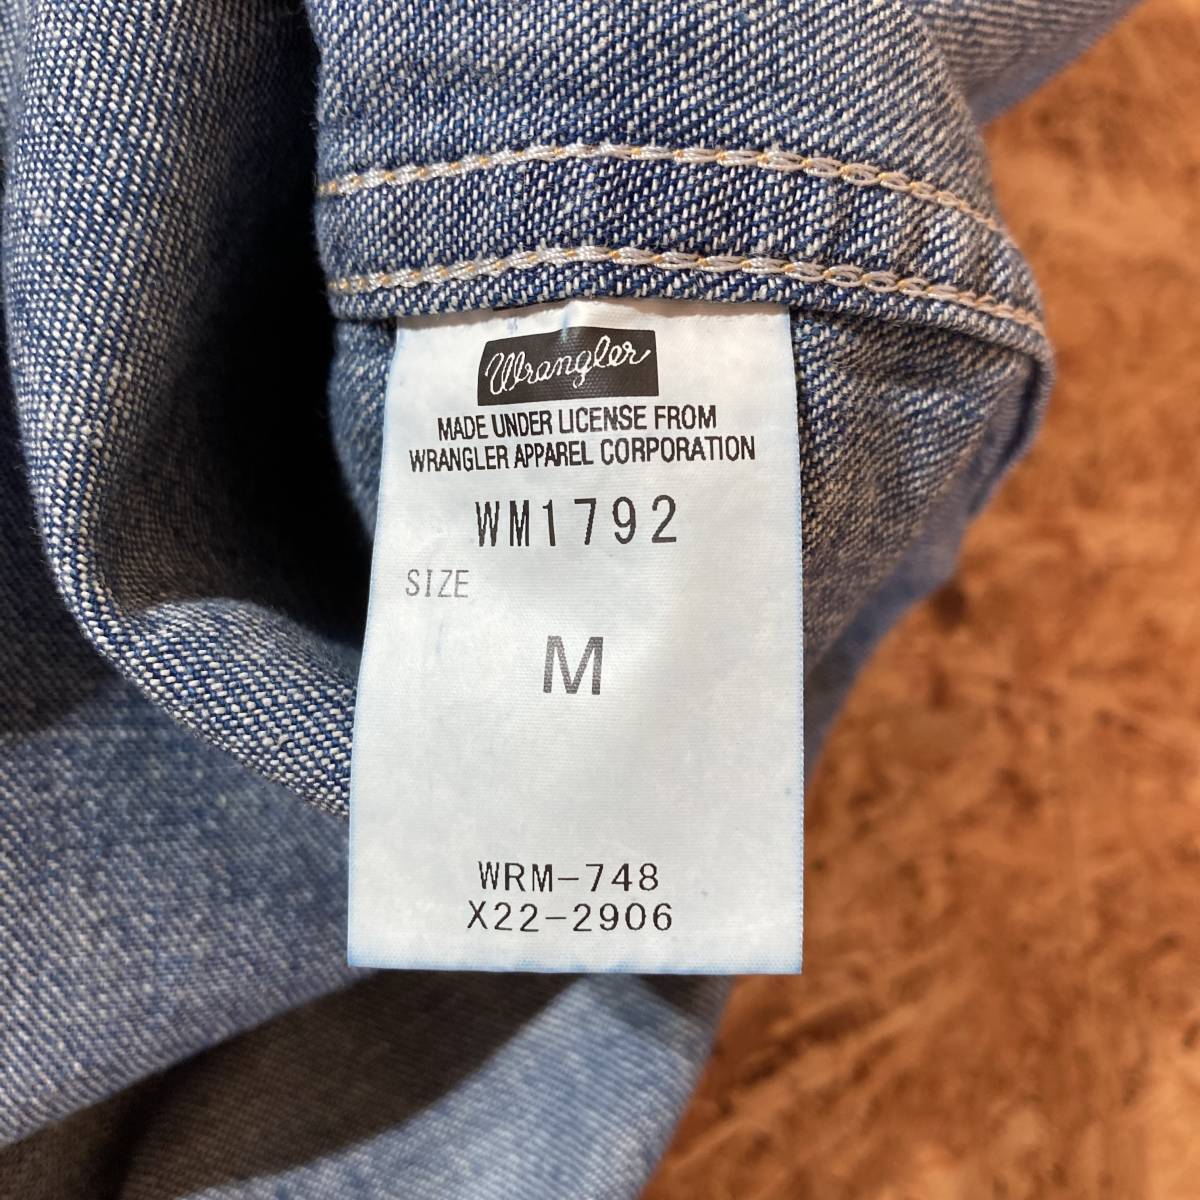 Wrangler
MADE UNDER LICENSE FROM
WRANGLER APPAREL CORPORATION
WM1792
SIZE
M
WRM-748
X22-2906